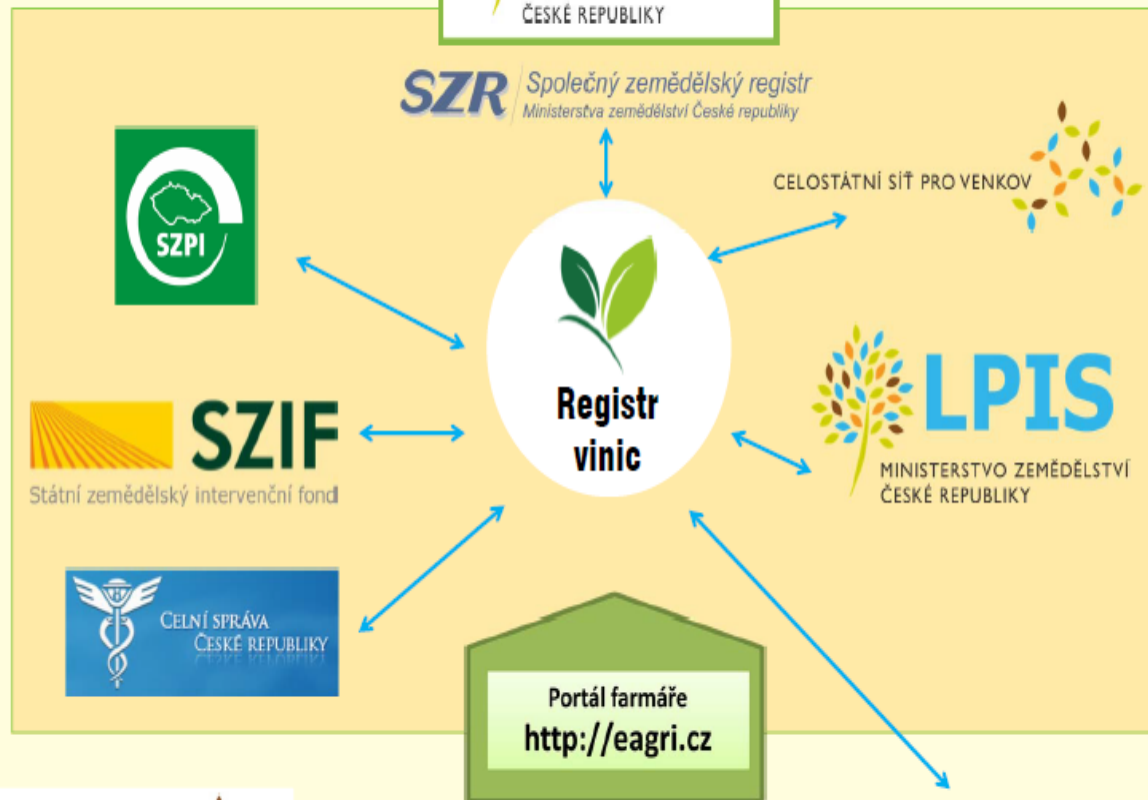 ČESKÉ REPUBLIKY
SZR Společný zemědělský registr
Ministerstva zemědělství České republiky
CELOSTÁTNÍ SÍŤ PRO VENKOV
SZPI
Registr
vinic
LPIS
MINISTERSTVO ZEMĚDĚLSTVÍ
ČESKÉ REPUBLIKY
SZIF
Státní zemědělský intervenční fond
CELNÍ SPRÁVA
ČESKÉ REPUBLIKY
Portál farmáře
http://eagri.cz